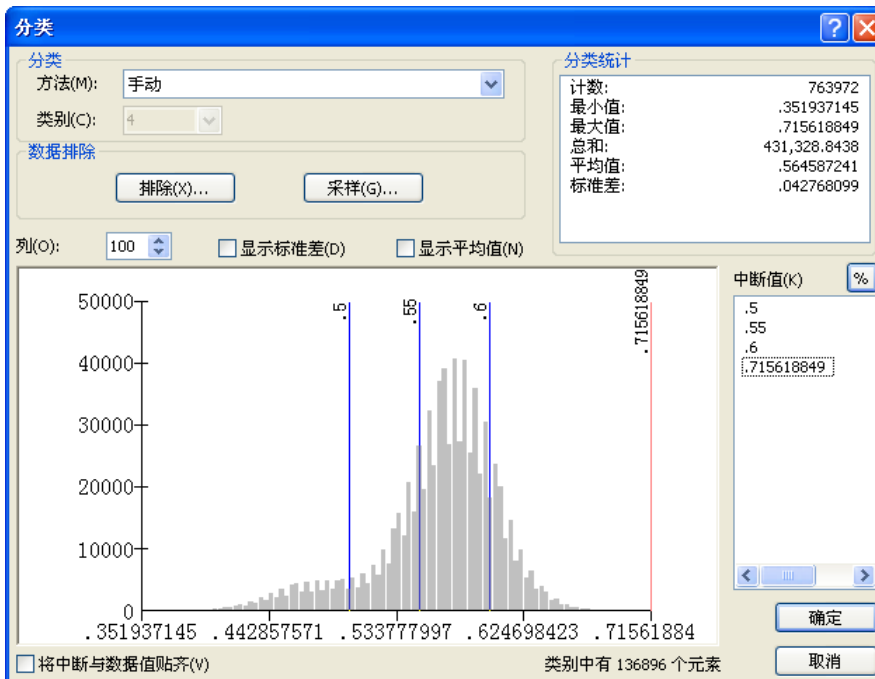 分类
分类
方法(M): 手动
类别(C): 4
数据排除
排除(X)... 采样(G)...
分类统计
计数: 763972
最小值: .351937145
最大值: .715618849
总和: 431,328.8438
平均值: .564587241
标准差: .042768099
列(O): 100 显示标准差(D) 显示平均值(N)
中断值(K) %
.5
.55
.6
.715618849
50000
40000
30000
20000
10000
0
.5
.55
.6
.715618849
.351937145 .442857571 .533777997 .624698423 .71561884
确定
取消
将中断与数据值贴齐(V)
类别中有 136896 个元素